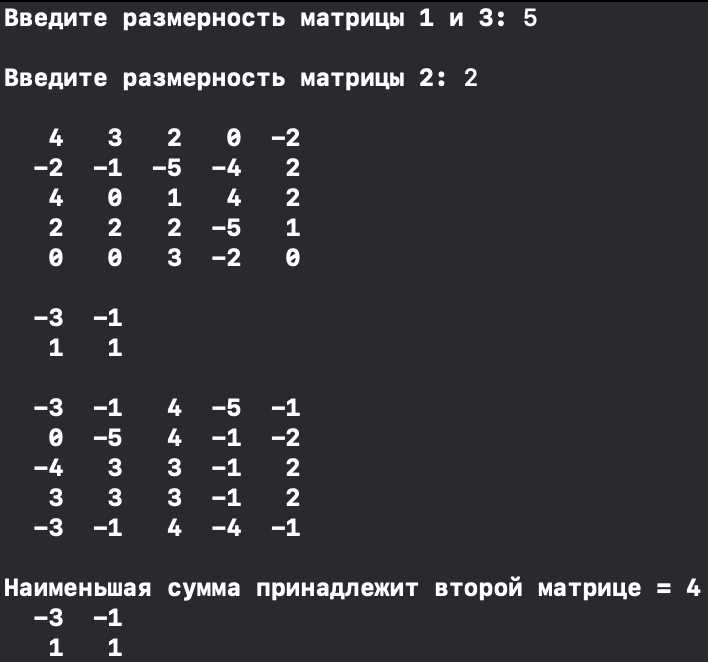 Введите размерность матрицы 1 и 3: 5
Введите размерность матрицы 2: 2
4 3 2 0 -2
-2 -1 -5 -4 2
4 0 1 4 2
2 2 2 -5 1
0 0 3 -2 0
-3 -1
1 1
-3 -1 4 -5 -1
0 -5 4 -1 -2
-4 3 3 -1 2
3 3 3 -1 2
-3 -1 4 -4 -1
Наименьшая сумма принадлежит второй матрице = 4
-3 -1
1 1